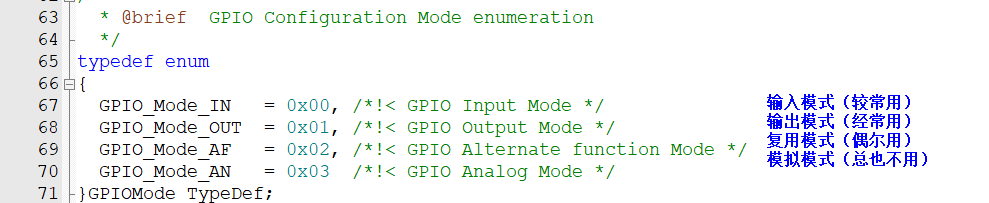 63 * @brief  GPIO Configuration Mode enumeration
64 */
65 typedef enum
66 {
67 GPIO_Mode_IN   = 0x00, /*!< GPIO Input Mode */ 输入模式（较常用）
68 GPIO_Mode_OUT  = 0x01, /*!< GPIO Output Mode */ 输出模式（经常用）
69 GPIO_Mode_AF   = 0x02, /*!< GPIO Alternate function Mode */ 复用模式（偶尔用）
70 GPIO_Mode_AN   = 0x03  /*!< GPIO Analog Mode */ 模拟模式（总也不用）
71 }GPIOMode TypeDef;